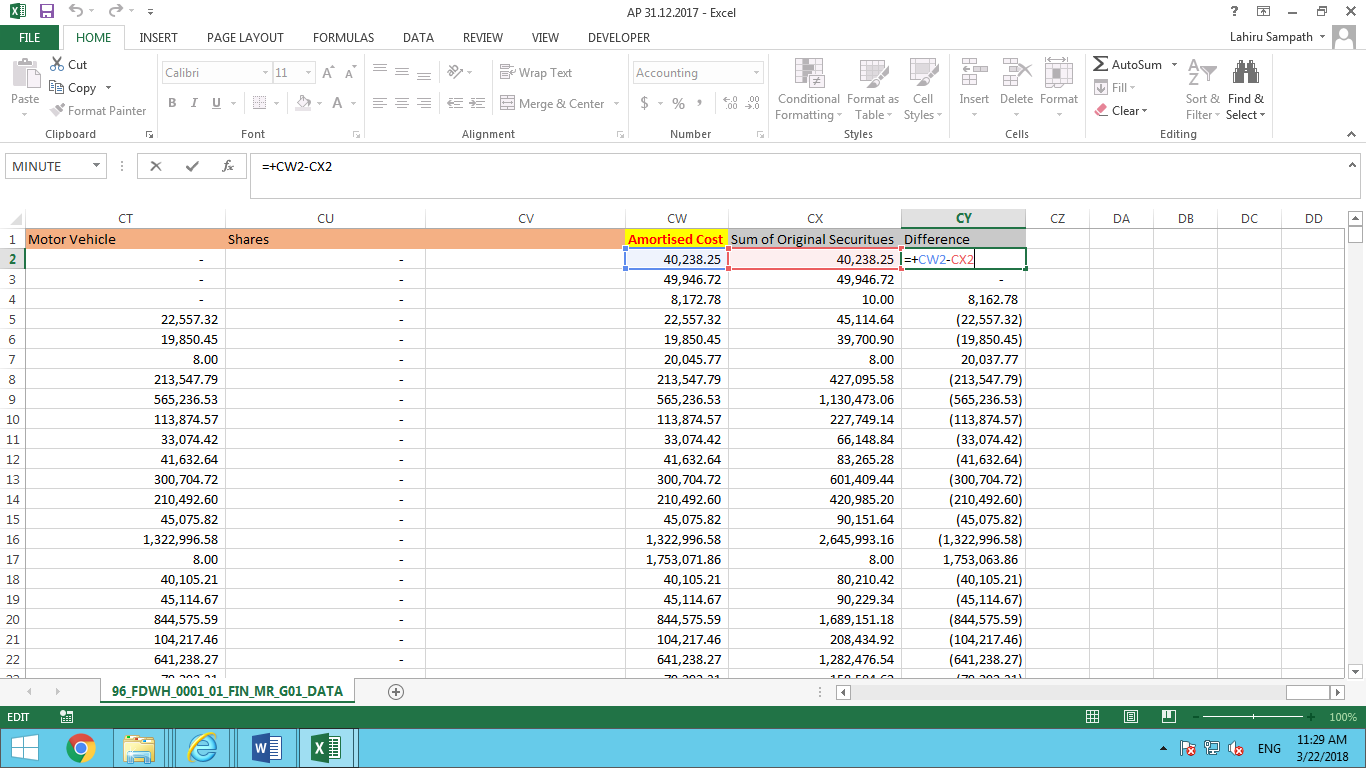 AP 31.12.2017 - Excel
?
FILE HOME INSERT PAGE LAYOUT FORMULAS DATA REVIEW VIEW DEVELOPER Lahiru Sampath
Paste Cut Copy Format Painter Clipboard
Calibri 11 B I U A A A Font
Wrap Text Merge & Center Alignment
Accounting $ % , .00 .0 Number
Conditional Formatting Format as Table Cell Styles Styles
Insert Delete Format Cells
AutoSum Fill Clear Sort & Filter Find & Select Editing
MINUTE fx =+CW2-CX2
CT CU CV CW CX CY CZ DA DB DC DD
1 Motor Vehicle Shares Amortised Cost Sum of Original Securitues Difference
2 - - 40,238.25 40,238.25 =+CW2-CX2
3 - - 49,946.72 49,946.72 -
4 - - 8,172.78 10.00 8,162.78
5 22,557.32 - 22,557.32 45,114.64 (22,557.32)
6 19,850.45 - 19,850.45 39,700.90 (19,850.45)
7 8.00 - 20,045.77 8.00 20,037.77
8 213,547.79 - 213,547.79 427,095.58 (213,547.79)
9 565,236.53 - 565,236.53 1,130,473.06 (565,236.53)
10 113,874.57 - 113,874.57 227,749.14 (113,874.57)
11 33,074.42 - 33,074.42 66,148.84 (33,074.42)
12 41,632.64 - 41,632.64 83,265.28 (41,632.64)
13 300,704.72 - 300,704.72 601,409.44 (300,704.72)
14 210,492.60 - 210,492.60 420,985.20 (210,492.60)
15 45,075.82 - 45,075.82 90,151.64 (45,075.82)
16 1,322,996.58 - 1,322,996.58 2,645,993.16 (1,322,996.58)
17 8.00 - 1,753,071.86 8.00 1,753,063.86
18 40,105.21 - 40,105.21 80,210.42 (40,105.21)
19 45,114.67 - 45,114.67 90,229.34 (45,114.67)
20 844,575.59 - 844,575.59 1,689,151.18 (844,575.59)
21 104,217.46 - 104,217.46 208,434.92 (104,217.46)
22 641,238.27 - 641,238.27 1,282,476.54 (641,238.27)
96_FDWH_0001_01_FIN_MR_G01_DATA
EDIT 100%
ENG 11:29 AM
3/22/2018